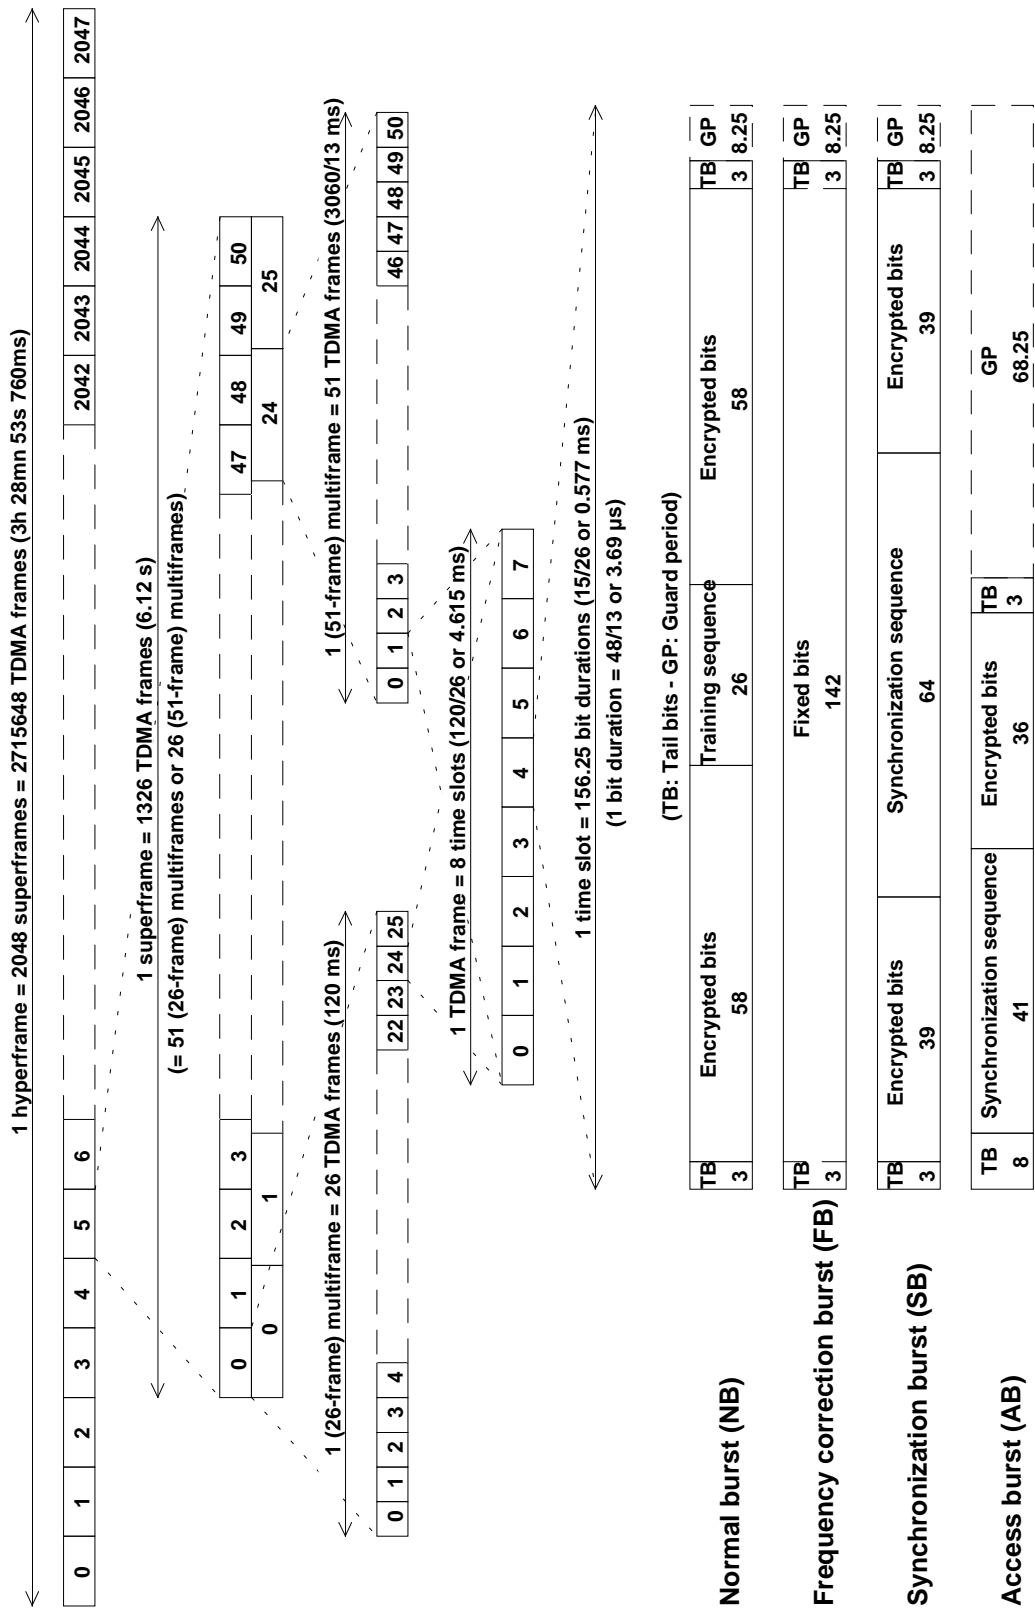 1 hyperframe = 2048 superframes = 2715648 TDMA frames (3h 28mn 53s 760ms)
0 1 2 3 4 5 6 2042 2043 2044 2045 2046 2047
1 superframe = 1326 TDMA frames (6.12 s)
(= 51 (26-frame) multiframes or 26 (51-frame) multiframes)
0 1 2 3 47 48 49 50
0 1 24 25
1 (26-frame) multiframe = 26 TDMA frames (120 ms)
0 1 2 3 4 22 23 24 25
1 (51-frame) multiframe = 51 TDMA frames (3060/13 ms)
0 1 2 3 46 47 48 49 50
1 TDMA frame = 8 time slots (120/26 or 4.615 ms)
0 1 2 3 4 5 6 7
1 time slot = 156.25 bit durations (15/26 or 0.577 ms)
(1 bit duration = 48/13 or 3.69 µs)
(TB: Tail bits - GP: Guard period)
Normal burst (NB)
TB Encrypted bits Training sequence Encrypted bits TB GP
3 58 26 58 3 8.25
Frequency correction burst (FB)
TB Fixed bits TB GP
3 142 3 8.25
Synchronization burst (SB)
TB Encrypted bits Synchronization sequence Encrypted bits TB GP
3 39 64 39 3 8.25
Access burst (AB)
TB Synchronization sequence Encrypted bits TB GP
8 41 36 3 68.25